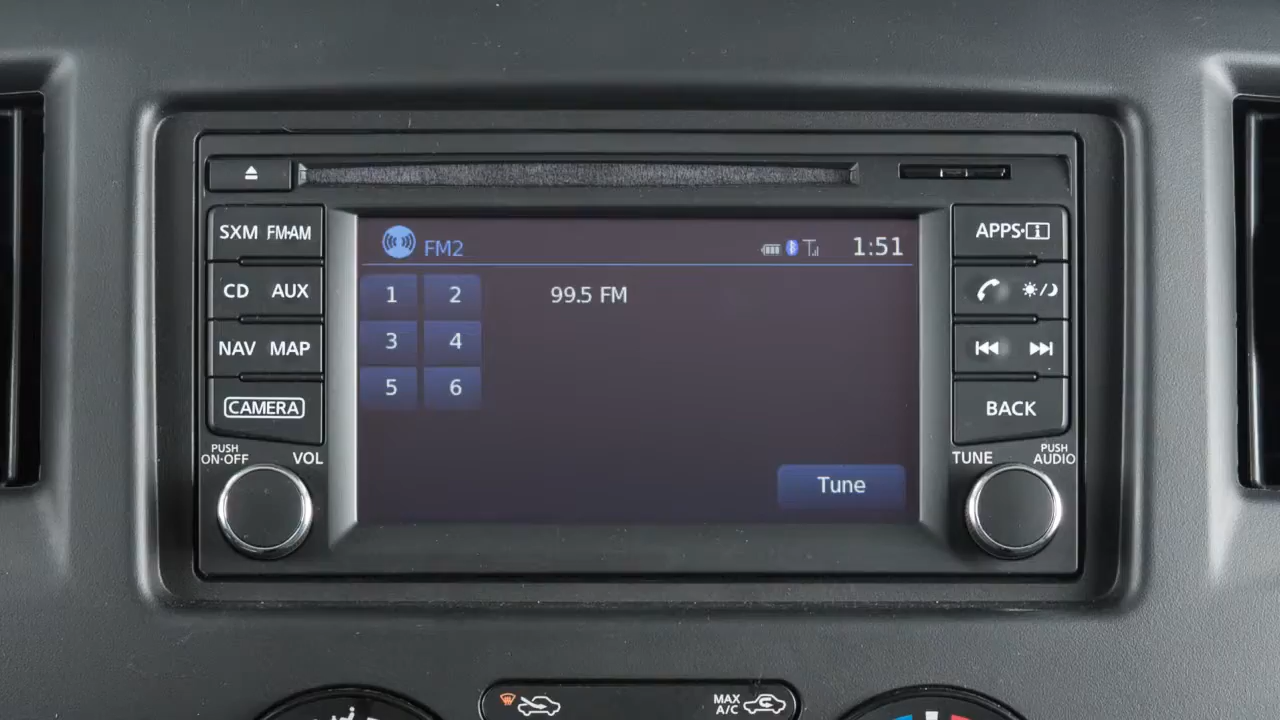 SXM FM·AM
CD AUX
NAV MAP
CAMERA
PUSH
ON·OFF
VOL
FM2
1:51
1 2
3 4
5 6
99.5 FM
Tune
APPS·i
BACK
TUNE
PUSH
AUDIO
MAX
A/C